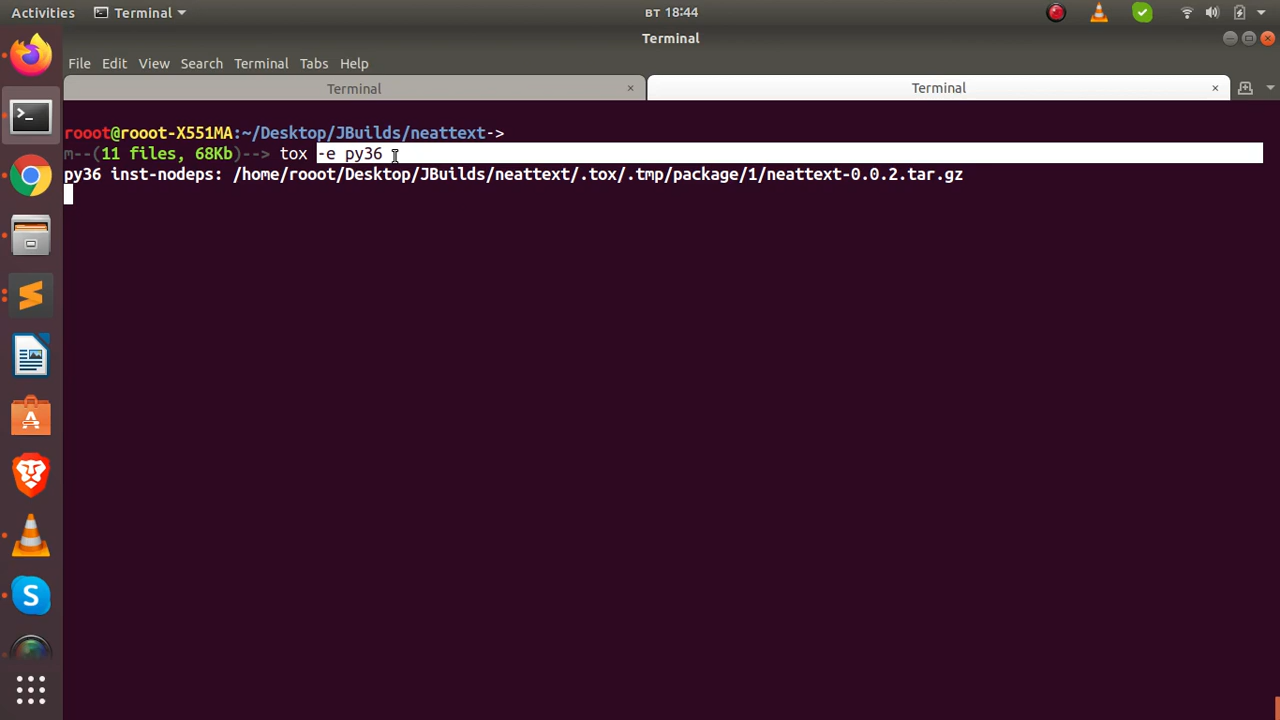 Activities Terminal вт 18:44
Terminal
File Edit View Search Terminal Tabs Help
Terminal × Terminal ×
rooot@rooot-X551MA:~/Desktop/JBuilds/neattext->
m--(11 files, 68Kb)--> tox -e py36
py36 inst-nodeps: /home/rooot/Desktop/JBuilds/neattext/.tox/.tmp/package/1/neattext-0.0.2.tar.gz